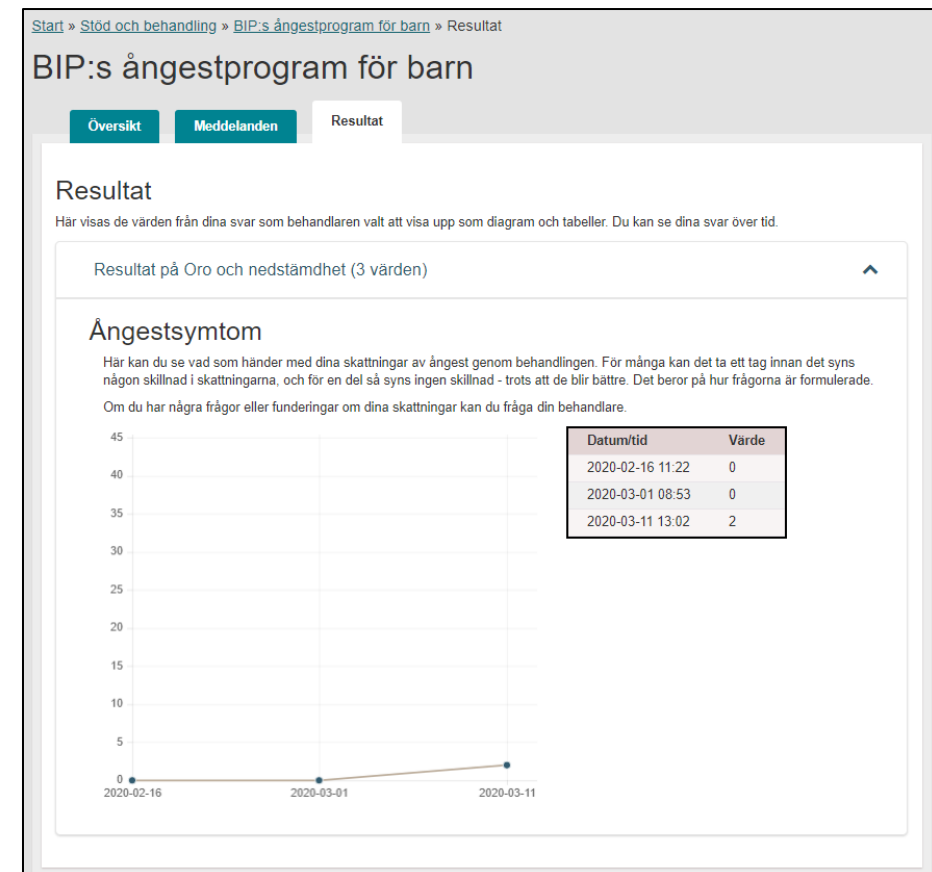 Start » Stöd och behandling » BIP:s ångestprogram för barn » Resultat
BIP:s ångestprogram för barn
Översikt Meddelanden Resultat
Resultat
Här visas de värden från dina svar som behandlaren valt att visa upp som diagram och tabeller. Du kan se dina svar över tid.
Resultat på Oro och nedstämdhet (3 värden)
Ångestsymtom
Här kan du se vad som händer med dina skattningar av ångest genom behandlingen. För många kan det ta ett tag innan det syns
någon skillnad i skattningarna, och för en del så syns ingen skillnad - trots att de blir bättre. Det beror på hur frågorna är formulerade.
Om du har några frågor eller funderingar om dina skattningar kan du fråga din behandlare.
45
40
35
30
25
20
15
10
5
0
2020-02-16 2020-03-01 2020-03-11
Datum/tid Värde
2020-02-16 11:22 0
2020-03-01 08:53 0
2020-03-11 13:02 2